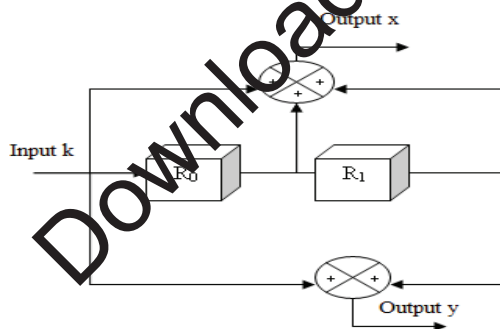 Output x
+ +
+
Input k
R0
R1
+ +
Output y
Download